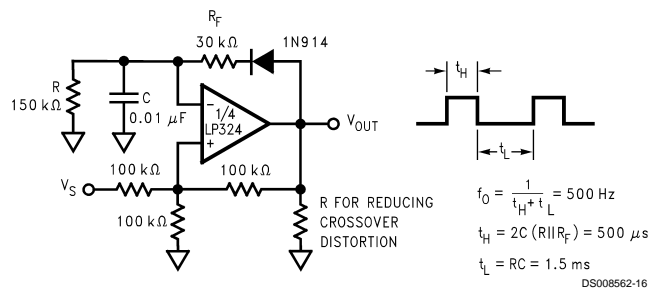 R_F
30 kΩ
1N914
R
150 kΩ
C
0.01 μF
−
1/4
LP324
+
V_OUT
100 kΩ
100 kΩ
V_S
100 kΩ
R FOR REDUCING
CROSSOVER
DISTORTION
t_H
t_L
f_O = 1 / (t_H + t_L) = 500 Hz
t_H = 2C (R||R_F) = 500 μs
t_L = RC = 1.5 ms
DS008562-16